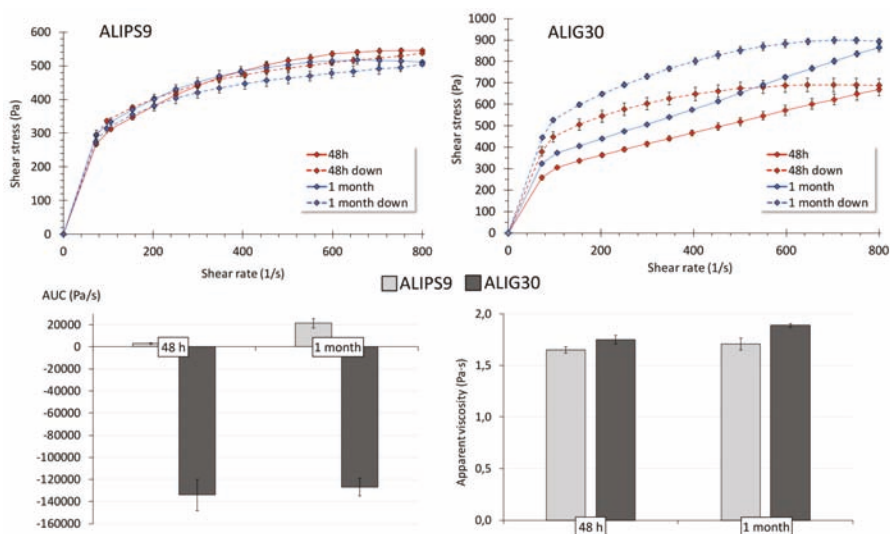 ALIPS9
600
500
400
300
200
100
0
Shear stress (Pa)
0 200 400 600 800
Shear rate (1/s)
48h
48h down
1 month
1 month down
ALIG30
1000
900
800
700
600
500
400
300
200
100
0
Shear stress (Pa)
0 200 400 600 800
Shear rate (1/s)
48h
48h down
1 month
1 month down
ALIPS9 ALIG30
AUC (Pa/s)
20000
0
-20000
-40000
-60000
-80000
-100000
-120000
-140000
-160000
48 h 1 month
2,0
1,5
1,0
0,5
0,0
Apparent viscosity (Pa·s)
48 h 1 month